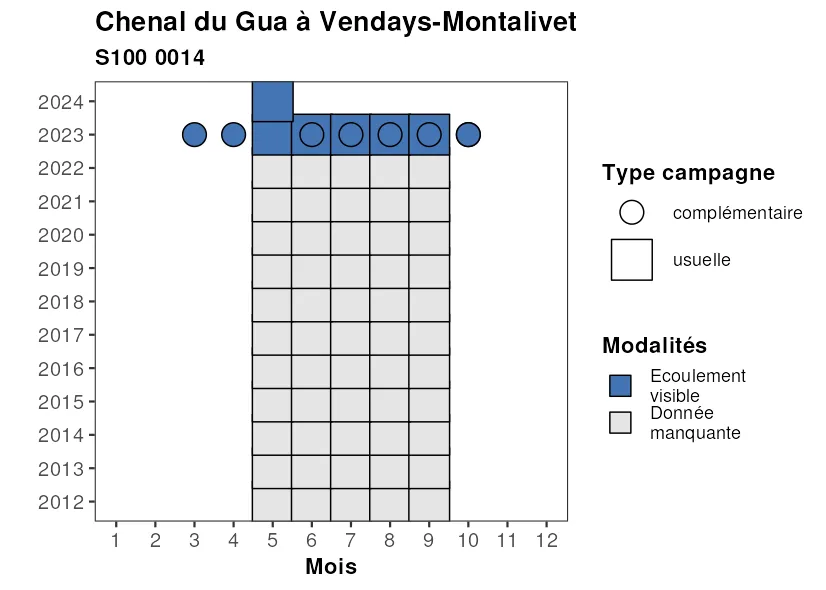 Chenal du Gua à Vendays-Montalivet
S100 0014
2024
2023
2022
2021
2020
2019
2018
2017
2016
2015
2014
2013
2012
1 2 3 4 5 6 7 8 9 10 11 12
Mois
Type campagne
complémentaire
usuelle
Modalités
Ecoulement
visible
Donnée
manquante